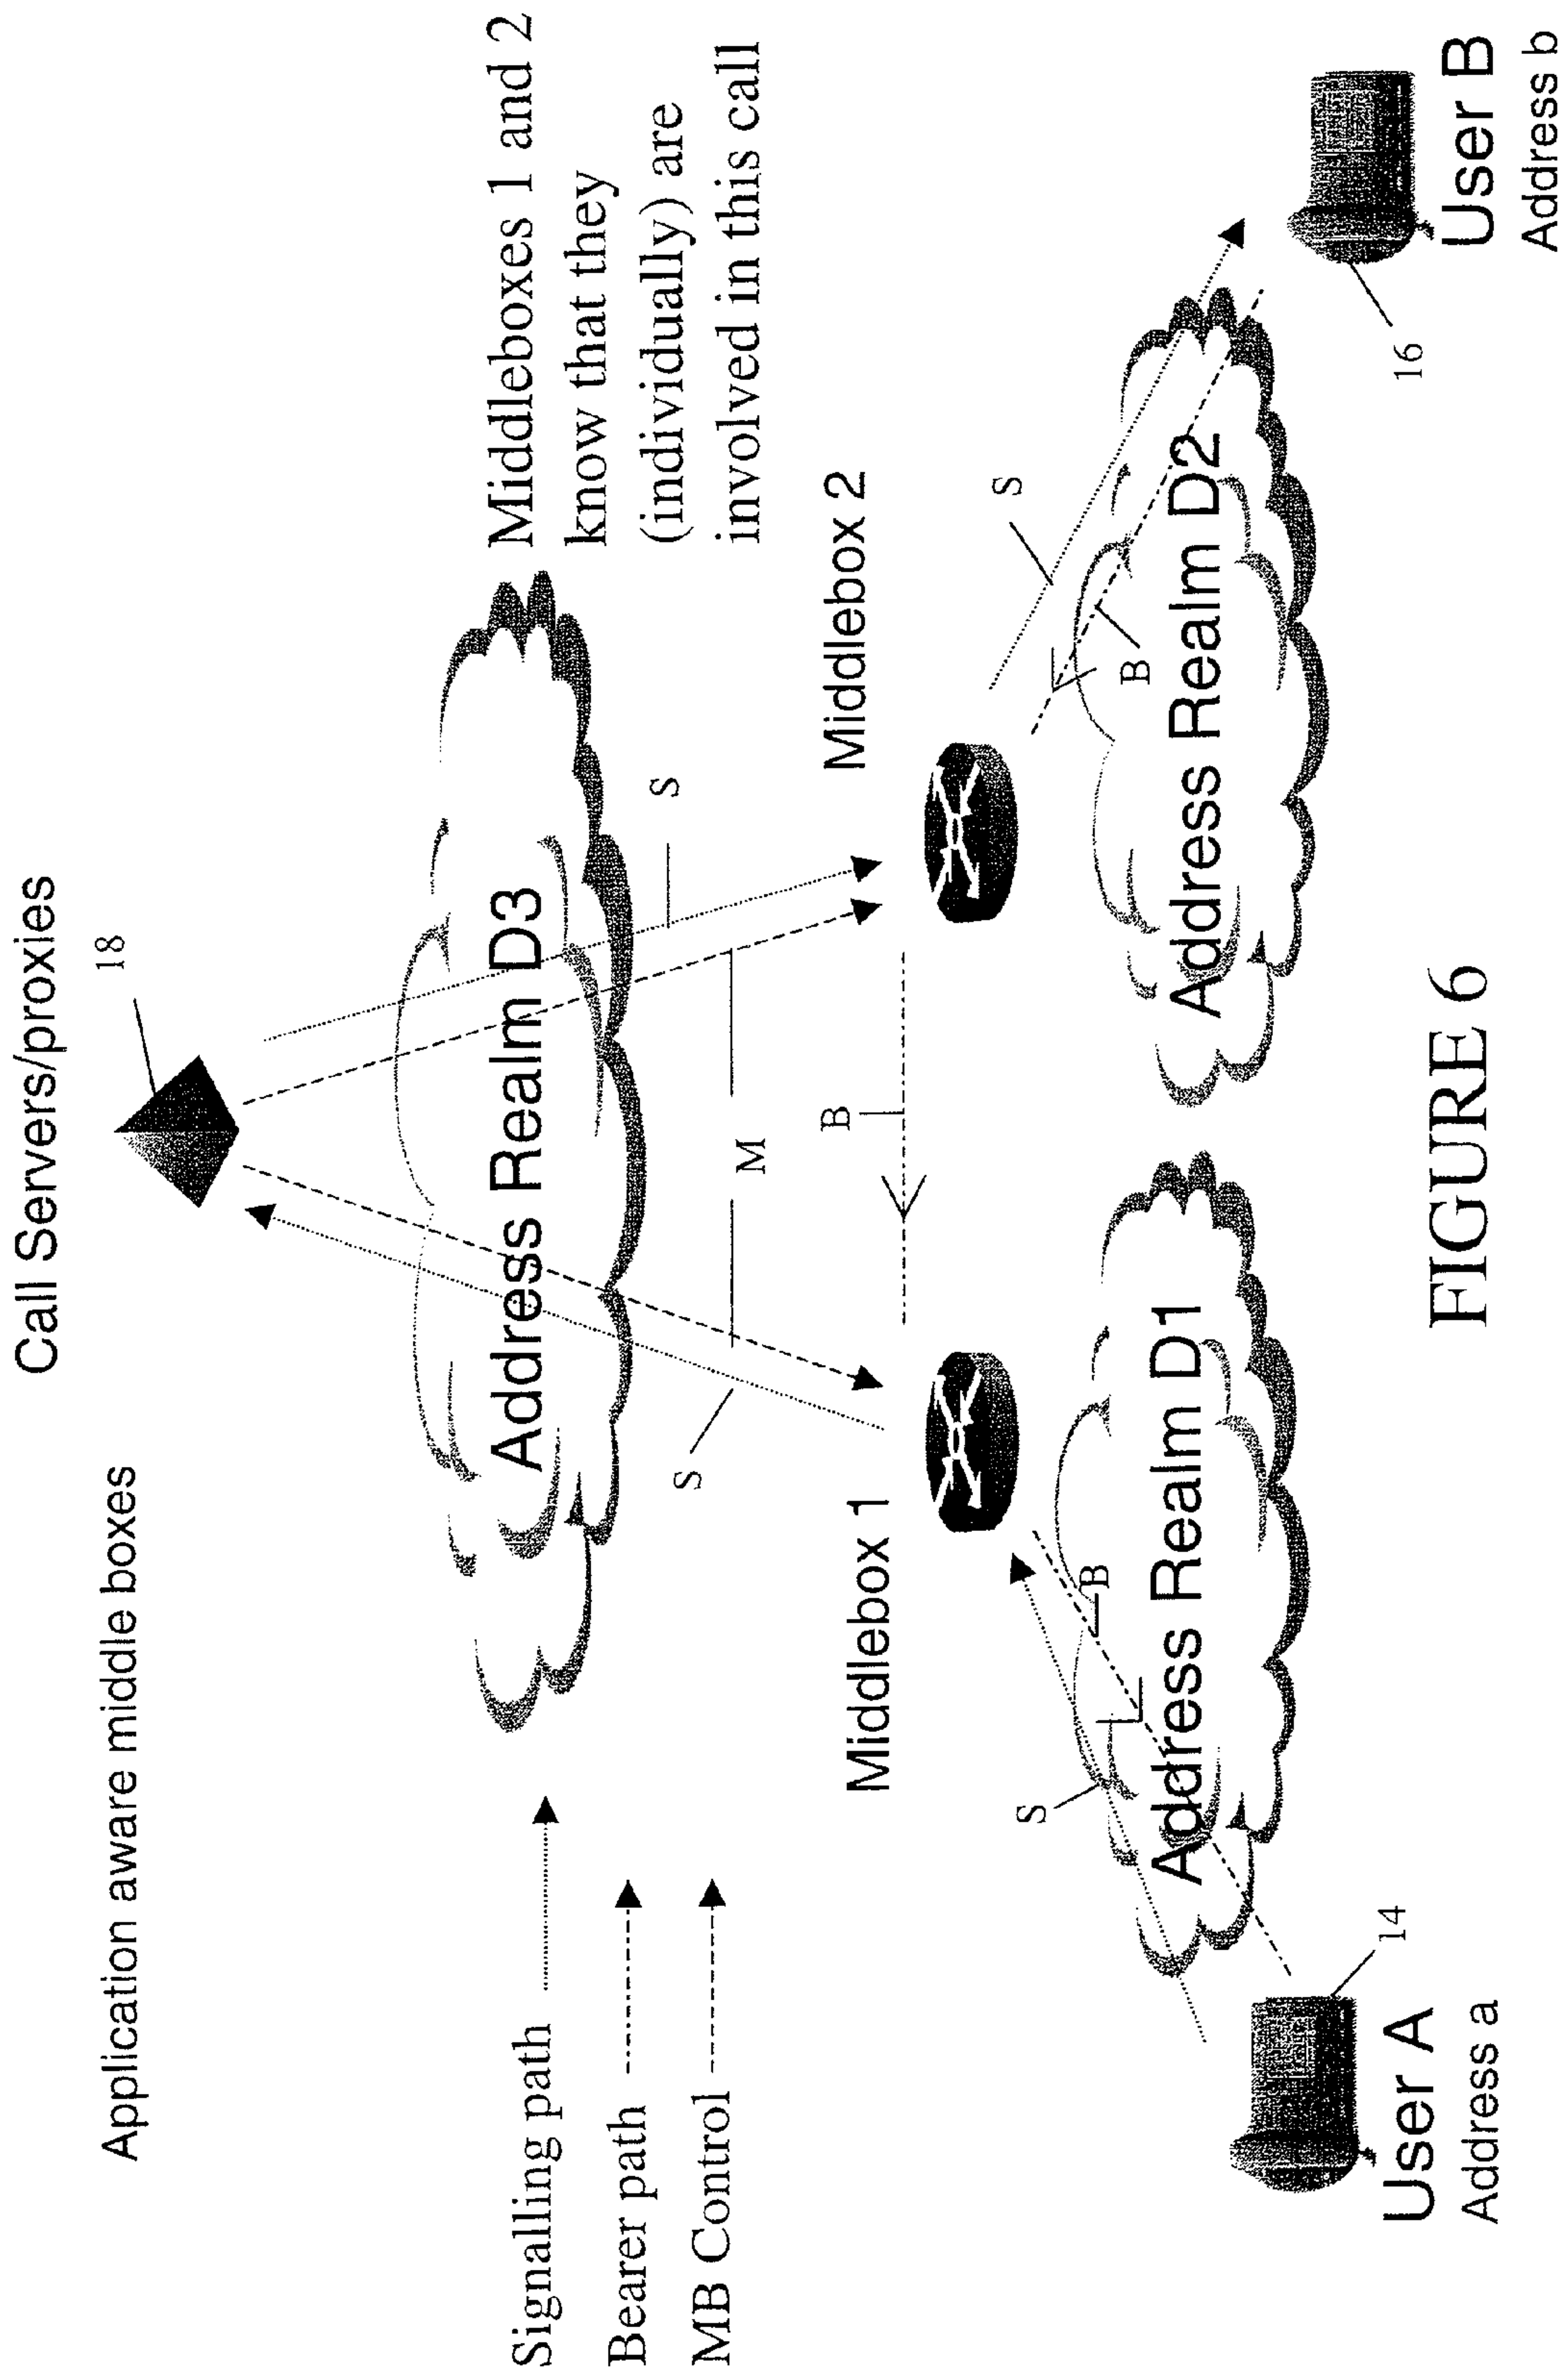 Application aware middle boxes
Call Servers/proxies
18
Signalling path
Bearer path
MB Control
Address Realm D3
Middleboxes 1 and 2
know that they
(individually) are
involved in this call
S
M
S
Middlebox 1
B
Middlebox 2
S
B
S
B
Address Realm D1
Address Realm D2
14
16
User A
Address a
User B
Address b
FIGURE 6